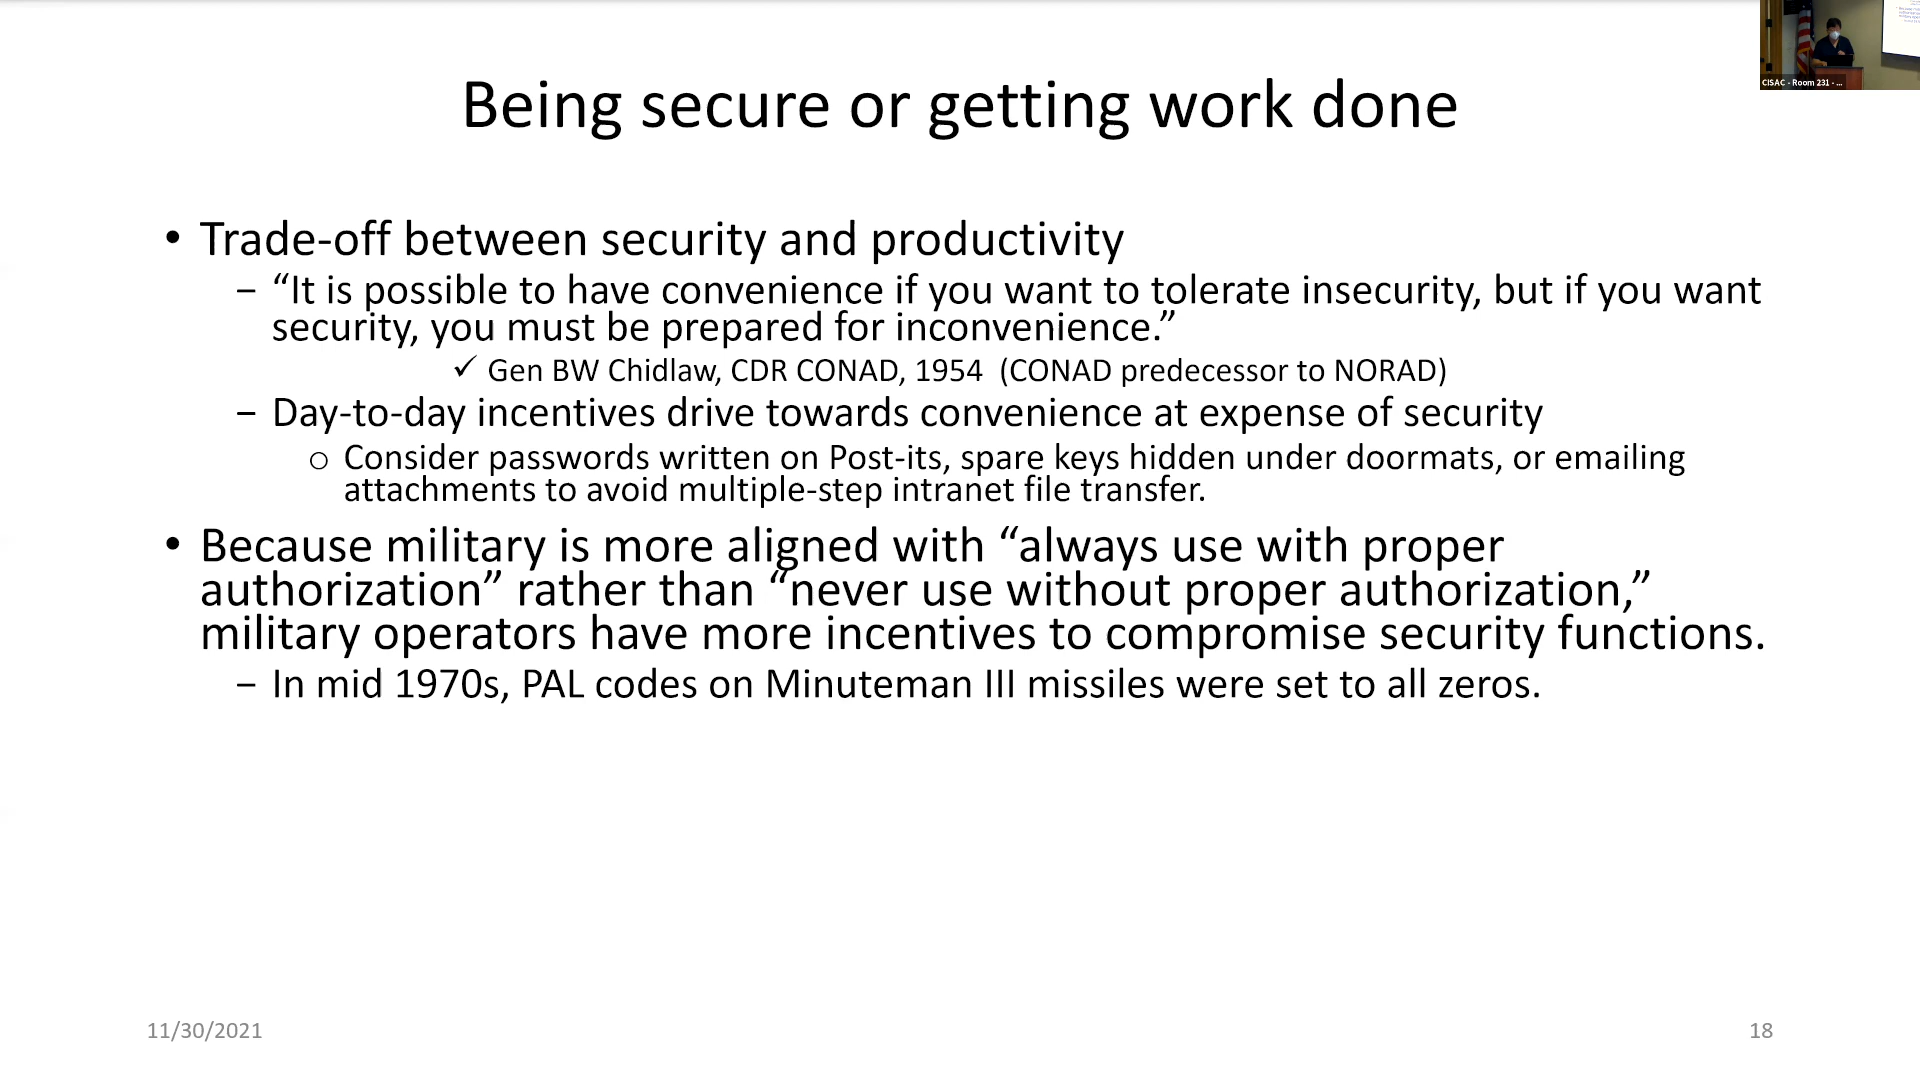 CISAC - Room 231 - ...
Being secure or getting work done
• Trade-off between security and productivity
– “It is possible to have convenience if you want to tolerate insecurity, but if you want
security, you must be prepared for inconvenience.”
✓ Gen BW Chidlaw, CDR CONAD, 1954 (CONAD predecessor to NORAD)
– Day-to-day incentives drive towards convenience at expense of security
○ Consider passwords written on Post-its, spare keys hidden under doormats, or emailing
attachments to avoid multiple-step intranet file transfer.
• Because military is more aligned with “always use with proper
authorization” rather than “never use without proper authorization,”
military operators have more incentives to compromise security functions.
– In mid 1970s, PAL codes on Minuteman III missiles were set to all zeros.
11/30/2021
18